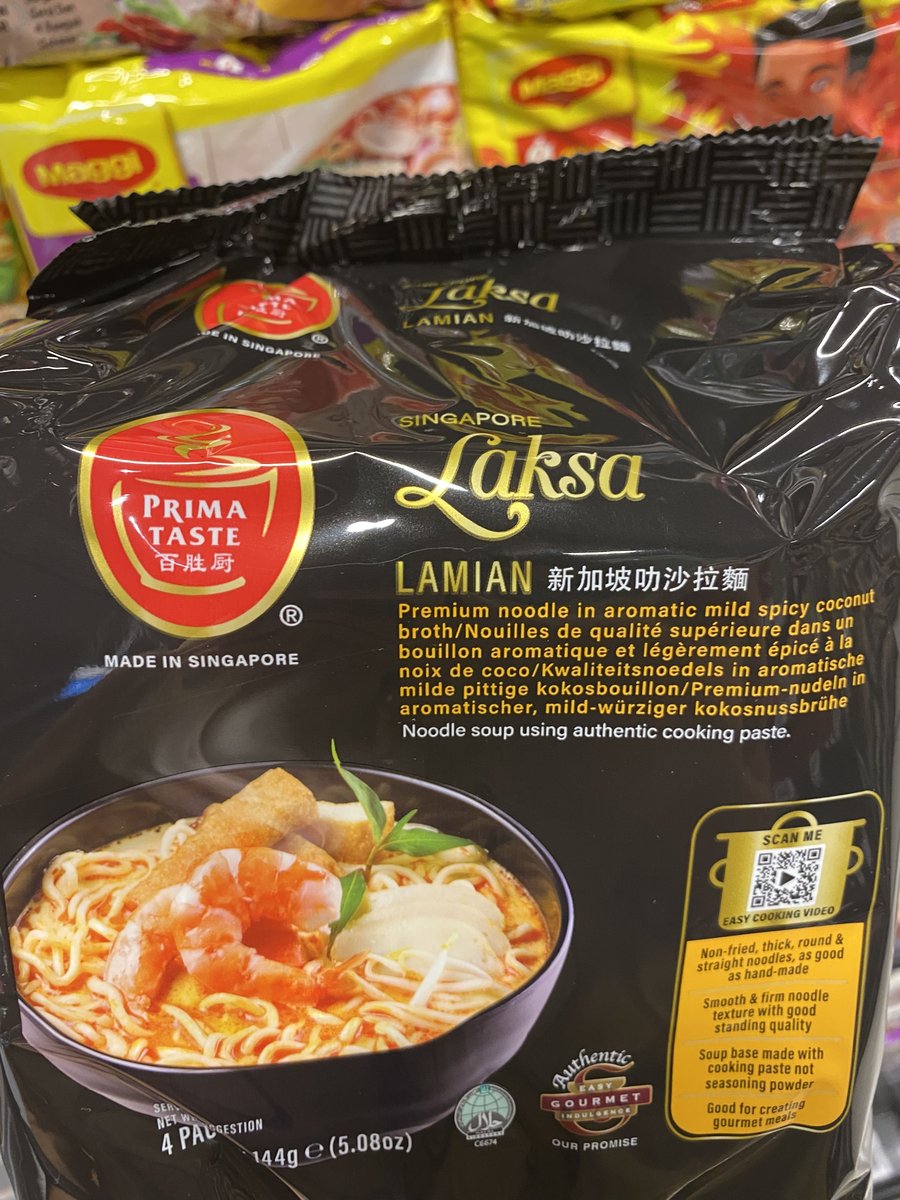 Maggi
Maggi
MADE IN SINGAPORE
®
Laksa
LAMIAN 新加坡叻沙拉麵
SINGAPORE
Laksa
LAMIAN 新加坡叻沙拉麵
PRIMA
TASTE
百胜厨
®
MADE IN SINGAPORE
Premium noodle in aromatic mild spicy coconut
broth/Nouilles de qualité supérieure dans un
bouillon aromatique et légèrement épicé à la
noix de coco/Kwaliteitsnoedels in aromatische
milde pittige kokosbouillon/Premium-nudeln in
aromatischer, mild-würziger kokosnussbrühe
Noodle soup using authentic cooking paste.
SCAN ME
EASY COOKING VIDEO
Non-fried, thick, round &
straight noodles, as good
as hand-made
Smooth & firm noodle
texture with good
standing quality
Soup base made with
cooking paste not
seasoning powder
Good for creating
gourmet meals
Authentic
EASY
GOURMET
INDULGENCE
OUR PROMISE
حلال
SINGAPORE
C6674
NET
4 PA
44g e (5.08oz)